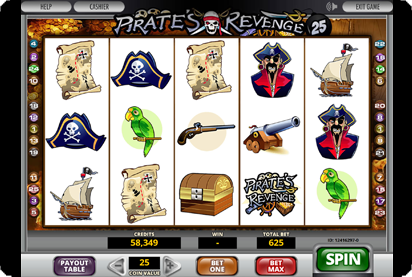 HELP
CASHIER
PIRATE'S REVENGE 25
EXIT GAME
PIRATE'S
REVENGE
CREDITS
WIN
TOTAL BET
58,349
-
625
PAYOUT
TABLE
25
COIN VALUE
BET
ONE
BET
MAX
SPIN